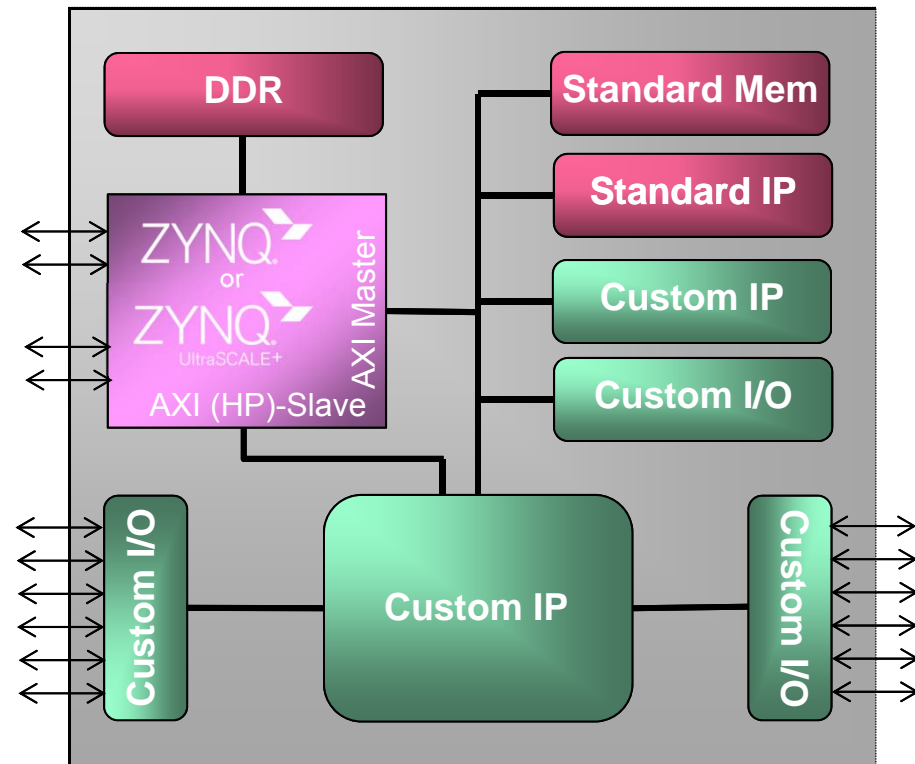 DDR
Standard Mem
Standard IP
Custom IP
Custom I/O
ZYNQ.
or
ZYNQ.
UltraSCALE+
AXI Master
AXI (HP)-Slave
Custom I/O
Custom IP
Custom I/O